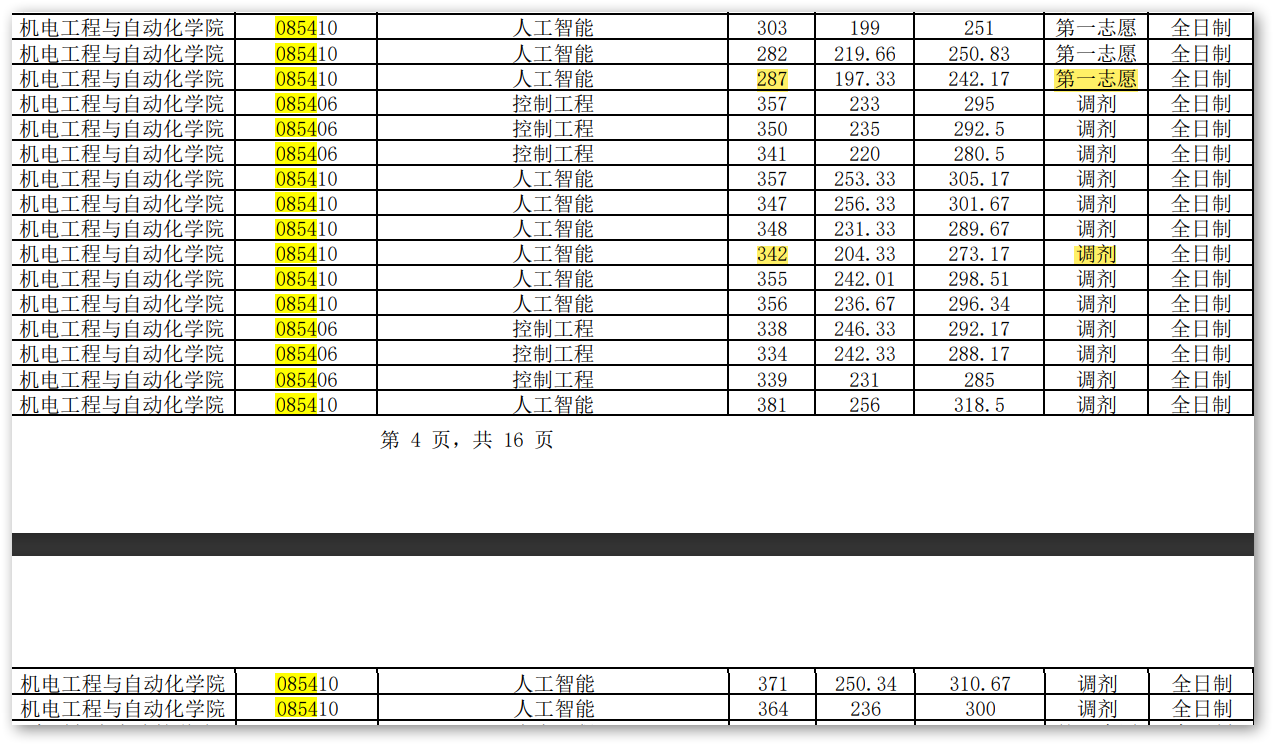 机电工程与自动化学院 085410 人工智能 303 199 251 第一志愿 全日制
机电工程与自动化学院 085410 人工智能 282 219.66 250.83 第一志愿 全日制
机电工程与自动化学院 085410 人工智能 287 197.33 242.17 第一志愿 全日制
机电工程与自动化学院 085406 控制工程 357 233 295 调剂 全日制
机电工程与自动化学院 085406 控制工程 350 235 292.5 调剂 全日制
机电工程与自动化学院 085406 控制工程 341 220 280.5 调剂 全日制
机电工程与自动化学院 085410 人工智能 357 253.33 305.17 调剂 全日制
机电工程与自动化学院 085410 人工智能 347 256.33 301.67 调剂 全日制
机电工程与自动化学院 085410 人工智能 348 231.33 289.67 调剂 全日制
机电工程与自动化学院 085410 人工智能 342 204.33 273.17 调剂 全日制
机电工程与自动化学院 085410 人工智能 355 242.01 298.51 调剂 全日制
机电工程与自动化学院 085410 人工智能 356 236.67 296.34 调剂 全日制
机电工程与自动化学院 085406 控制工程 338 246.33 292.17 调剂 全日制
机电工程与自动化学院 085406 控制工程 334 242.33 288.17 调剂 全日制
机电工程与自动化学院 085406 控制工程 339 231 285 调剂 全日制
机电工程与自动化学院 085410 人工智能 381 256 318.5 调剂 全日制
第 4 页，共 16 页
机电工程与自动化学院 085410 人工智能 371 250.34 310.67 调剂 全日制
机电工程与自动化学院 085410 人工智能 364 236 300 调剂 全日制